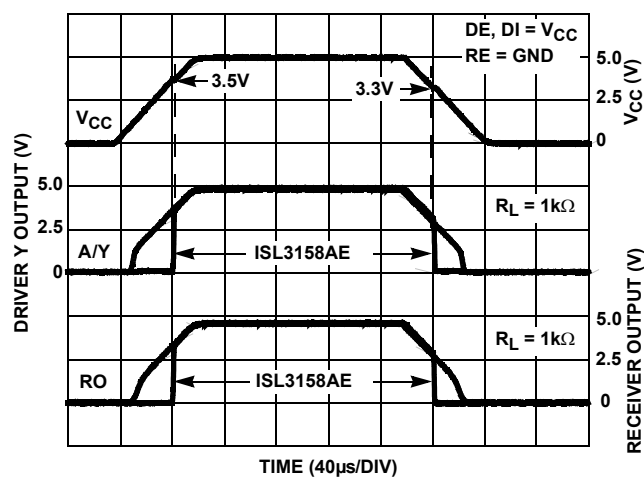 DE, DI = VCC
RE = GND
5.0
3.5V
3.3V
2.5
VCC
0
VCC (V)
5.0
RL = 1kΩ
2.5
A/Y
ISL3158AE
0
DRIVER Y OUTPUT (V)
5.0
RL = 1kΩ
2.5
RO
ISL3158AE
0
RECEIVER OUTPUT (V)
TIME (40µs/DIV)